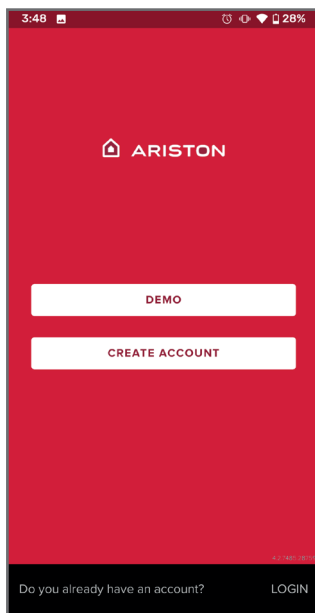 3:48 28%
ARISTON
DEMO
CREATE ACCOUNT
Do you already have an account? LOGIN